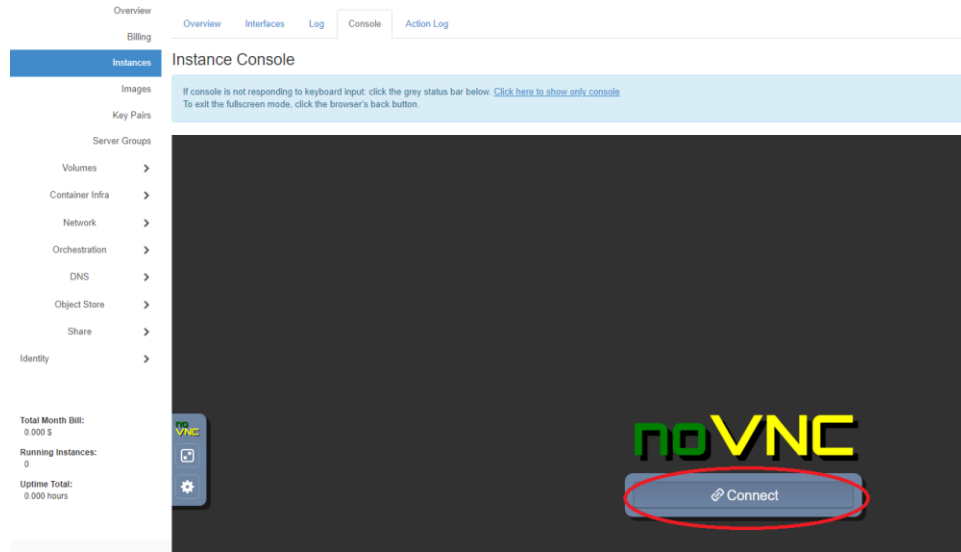 Overview
Billing
Instances
Images
Key Pairs
Server Groups
Volumes
Container Infra
Network
Orchestration
DNS
Object Store
Share
Identity
Total Month Bill:
0.000 $
Running Instances:
0
Uptime Total:
0.000 hours
Overview Interfaces Log Console Action Log
Instance Console
If console is not responding to keyboard input: click the grey status bar below. Click here to show only console
To exit the fullscreen mode, click the browser's back button.
no
VNC
noVNC
Connect